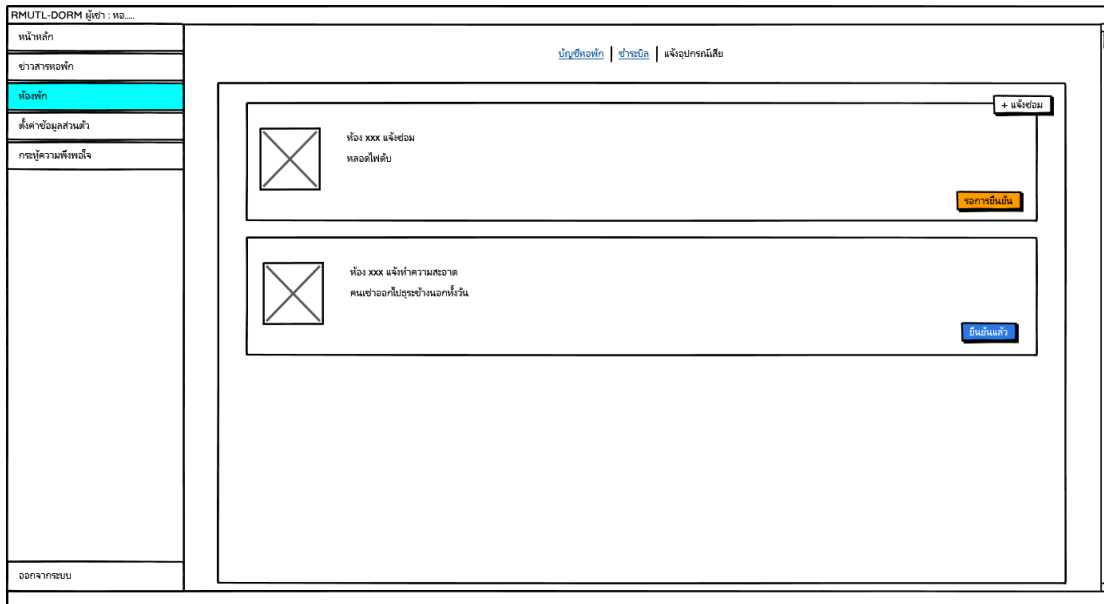 RMUTL-DORM ผู้เช่า : หอ.....
หน้าหลัก
ข่าวสารหอพัก
ห้องพัก
ตั้งค่าข้อมูลส่วนตัว
กระทู้ความพึงพอใจ
ออกจากระบบ
บัญชีหอพัก | ชำระบิล | แจ้งอุปกรณ์เสีย
+ แจ้งซ่อม
ห้อง xxx แจ้งซ่อม
หลอดไฟดับ
รอการยืนยัน
ห้อง xxx แจ้งทำความสะอาด
คนเช่าออกไปธุระข้างนอกทั้งวัน
ยืนยันแล้ว